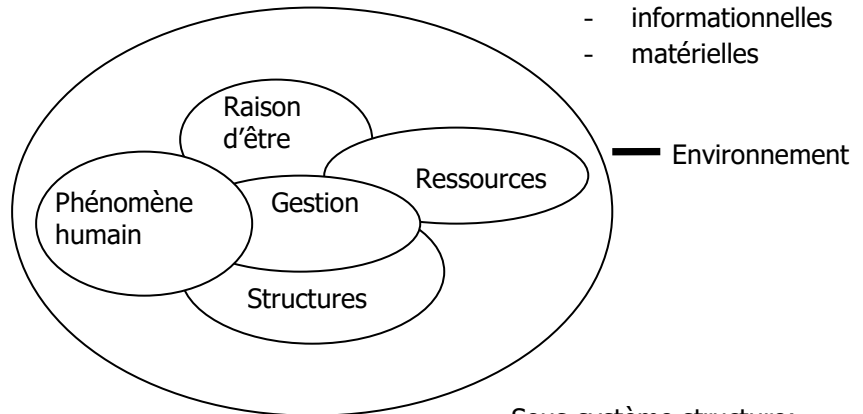 - informationnelles
- matérielles
Raison
d'être
Environnement
Ressources
Phénomène
humain
Gestion
Structures